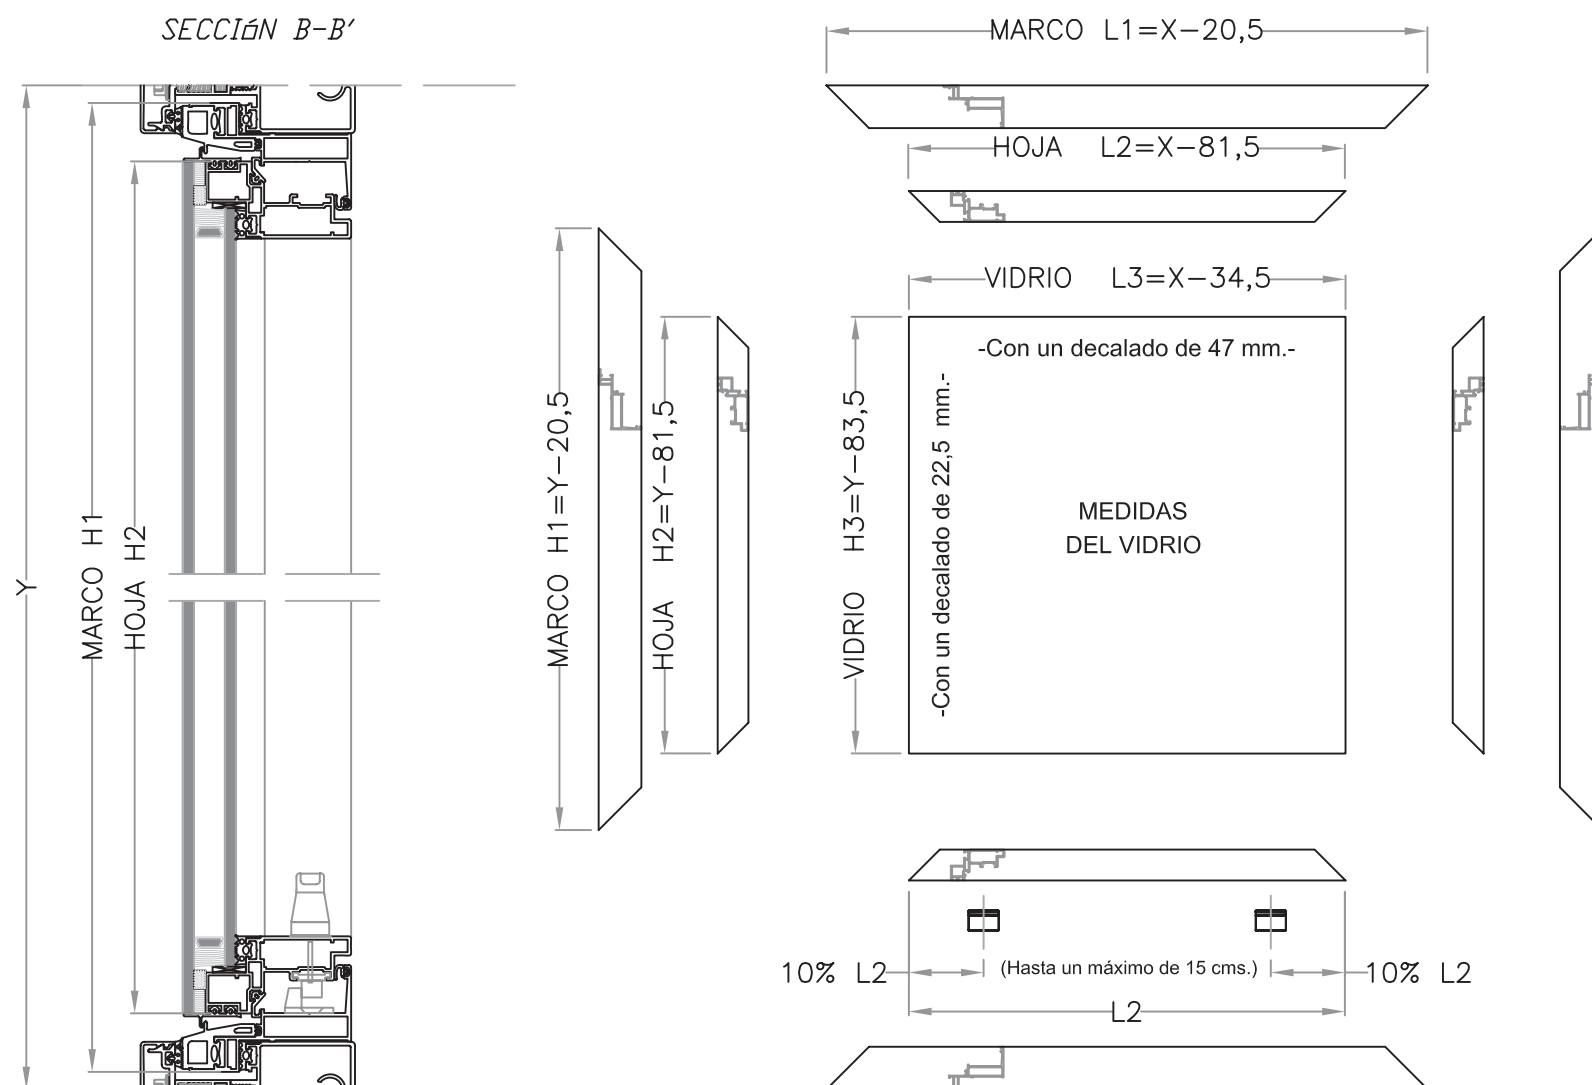 SECCIóN B-B'
MARCO L1=X-20,5
HOJA L2=X-81,5
VIDRIO L3=X-34,5
-Con un decalado de 47 mm.-
-Con un decalado de 22,5 mm.-
MEDIDAS
DEL VIDRIO
Y
MARCO H1
HOJA H2
MARCO H1=Y-20,5
HOJA H2=Y-81,5
VIDRIO H3=Y-83,5
10% L2
(Hasta un máximo de 15 cms.)
10% L2
L2